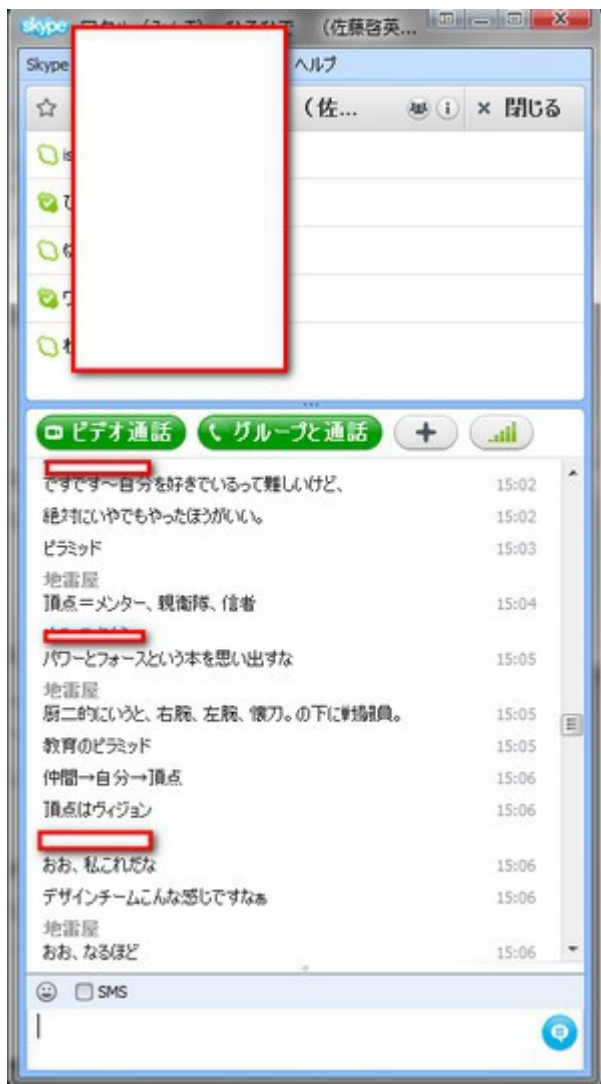 skype (佐藤啓英...
Skype ヘルプ
(佐... × 閉じる
is
ひ
ワ
わ
ビデオ通話 グループと通話
ですです～自分を好きでいるって難しいけど、 15:02
絶対にいやでもやったほうがいい。 15:02
ピラミッド 15:03
地雷屋
頂点＝メンター、親衛隊、信者 15:04
パワーとフォースという本を思い出すな 15:05
地雷屋
厨二的にいうと、右腕、左腕、懐刀。の下に戦闘員。 15:05
教育のピラミッド 15:05
仲間→自分→頂点 15:06
頂点はヴィジョン 15:06
おお、私これだな 15:06
デザインチームこんな感じですなぁ 15:06
地雷屋
おお、なるほど 15:06
SMS